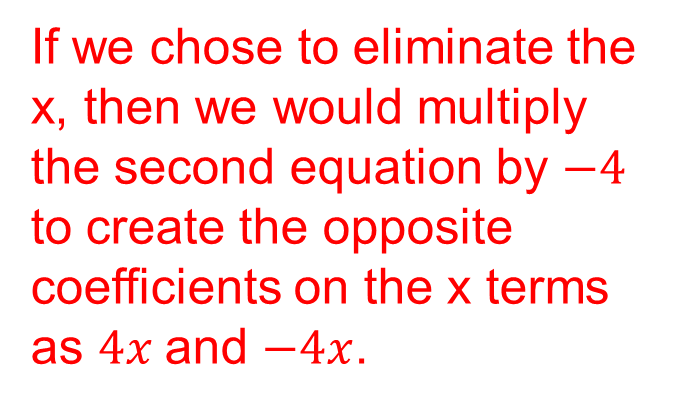 If we chose to eliminate the
x, then we would multiply
the second equation by −4
to create the opposite
coefficients on the x terms
as 4𝑥 and −4𝑥.